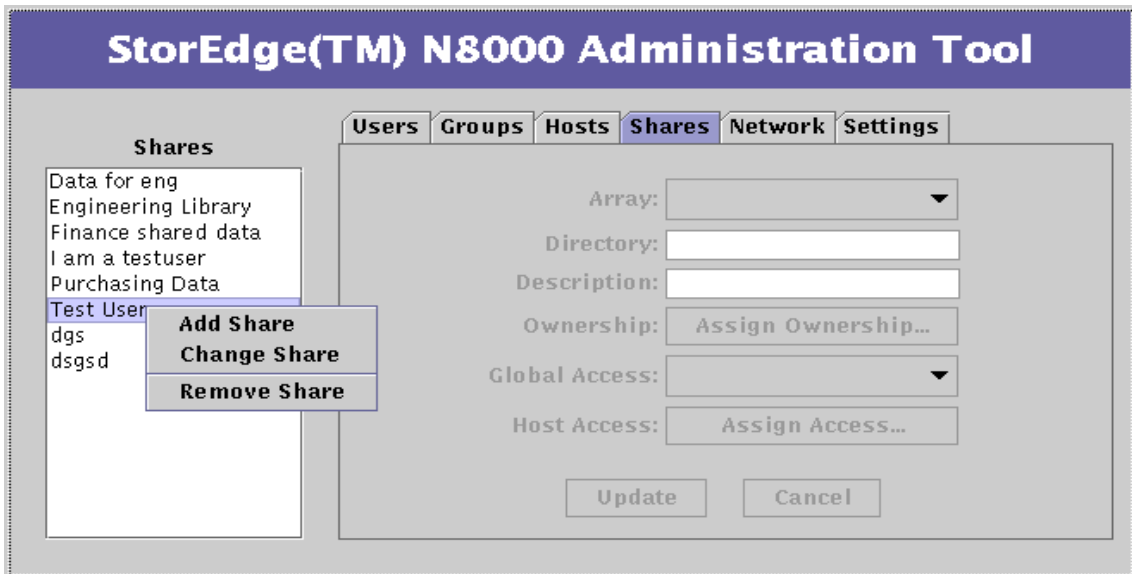 StorEdge(TM) N8000 Administration Tool
Users Groups Hosts Shares Network Settings
Shares
Data for eng
Engineering Library
Finance shared data
I am a testuser
Purchasing Data
Test User
dgs
dsgsd
Add Share
Change Share
Remove Share
Array:
Directory:
Description:
Ownership: Assign Ownership...
Global Access:
Host Access: Assign Access...
Update Cancel